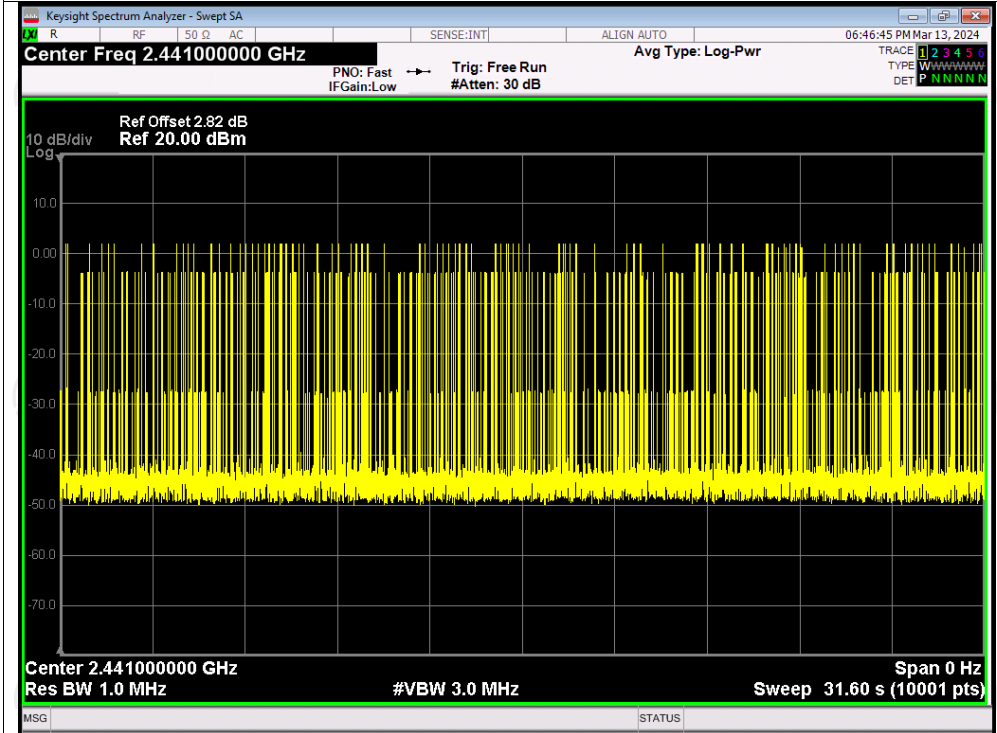 Keysight Spectrum Analyzer - Swept SA
LXI R RF 50 Ω AC SENSE:INT ALIGN AUTO 06:46:45 PM Mar 13, 2024
Center Freq 2.441000000 GHz Avg Type: Log-Pwr TRACE 1 2 3 4 5 6
PNO: Fast Trig: Free Run TYPE WWWWWW
IFGain:Low #Atten: 30 dB DET P N N N N N
Ref Offset 2.82 dB
10 dB/div Ref 20.00 dBm
Log
10.0
0.00
-10.0
-20.0
-30.0
-40.0
-50.0
-60.0
-70.0
Center 2.441000000 GHz Span 0 Hz
Res BW 1.0 MHz #VBW 3.0 MHz Sweep 31.60 s (10001 pts)
MSG STATUS